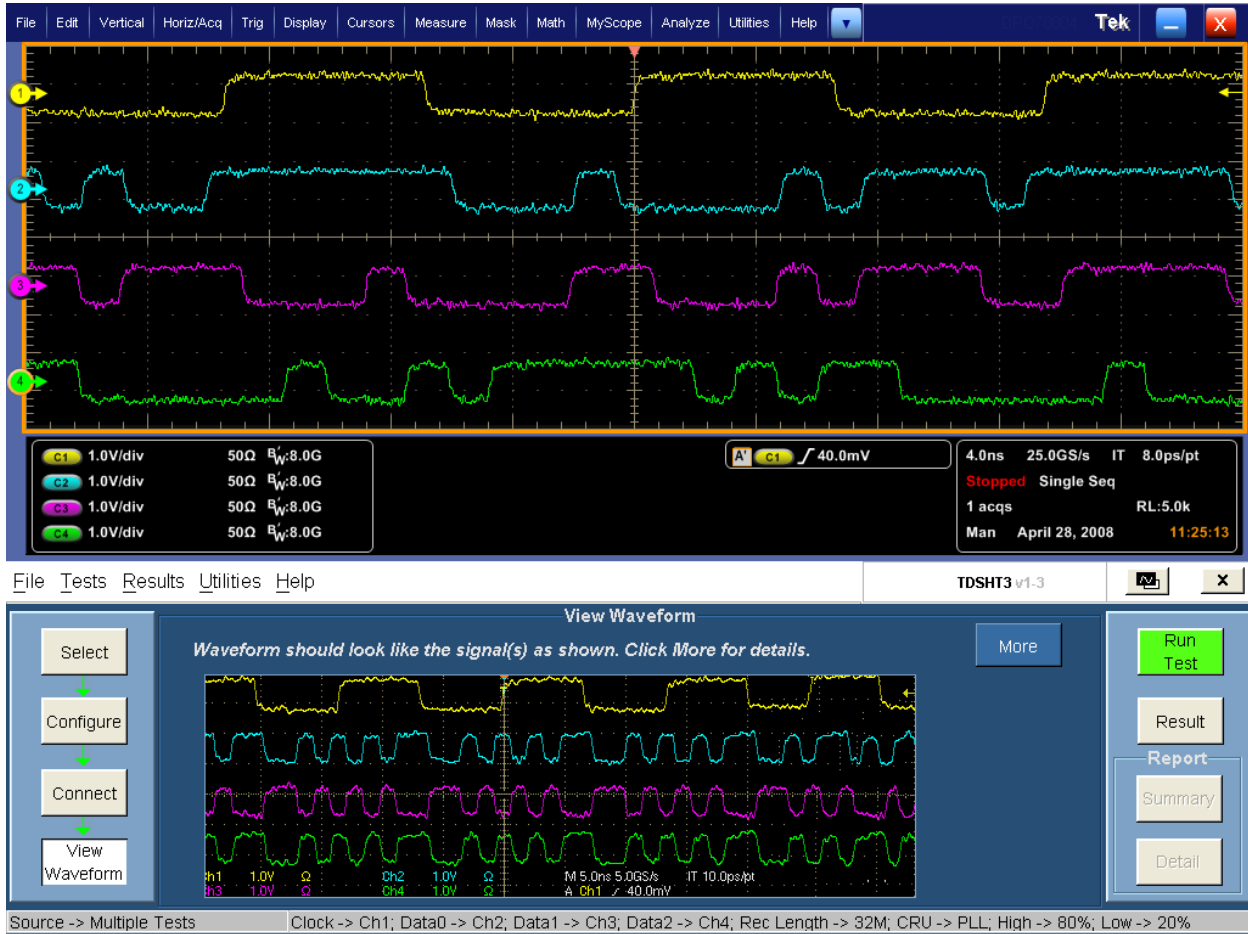 File Edit Vertical Horiz/Acq Trig Display Cursors Measure Mask Math MyScope Analyze Utilities Help Tek X
1
2
3
4
C1 1.0V/div 50Ω B'W:8.0G
C2 1.0V/div 50Ω B'W:8.0G
C3 1.0V/div 50Ω B'W:8.0G
C4 1.0V/div 50Ω B'W:8.0G
A' C1 40.0mV
4.0ns 25.0GS/s IT 8.0ps/pt
Stopped Single Seq
1 acqs RL:5.0k
Man April 28, 2008 11:25:13
File Tests Results Utilities Help TDSHT3 v1-3 x
View Waveform
Waveform should look like the signal(s) as shown. Click More for details.
More
Select
Configure
Connect
View
Waveform
Ch1 1.0V Ω Ch2 1.0V Ω M 5.0ns 5.0GS/s IT 10.0ps/pt
Ch3 1.0V Ω Ch4 1.0V Ω A Ch1 / 40.0mV
Run
Test
Result
Report
Summary
Detail
Source -> Multiple Tests Clock -> Ch1; Data0 -> Ch2; Data1 -> Ch3; Data2 -> Ch4; Rec Length -> 32M; CRU -> PLL; High -> 80%; Low -> 20%